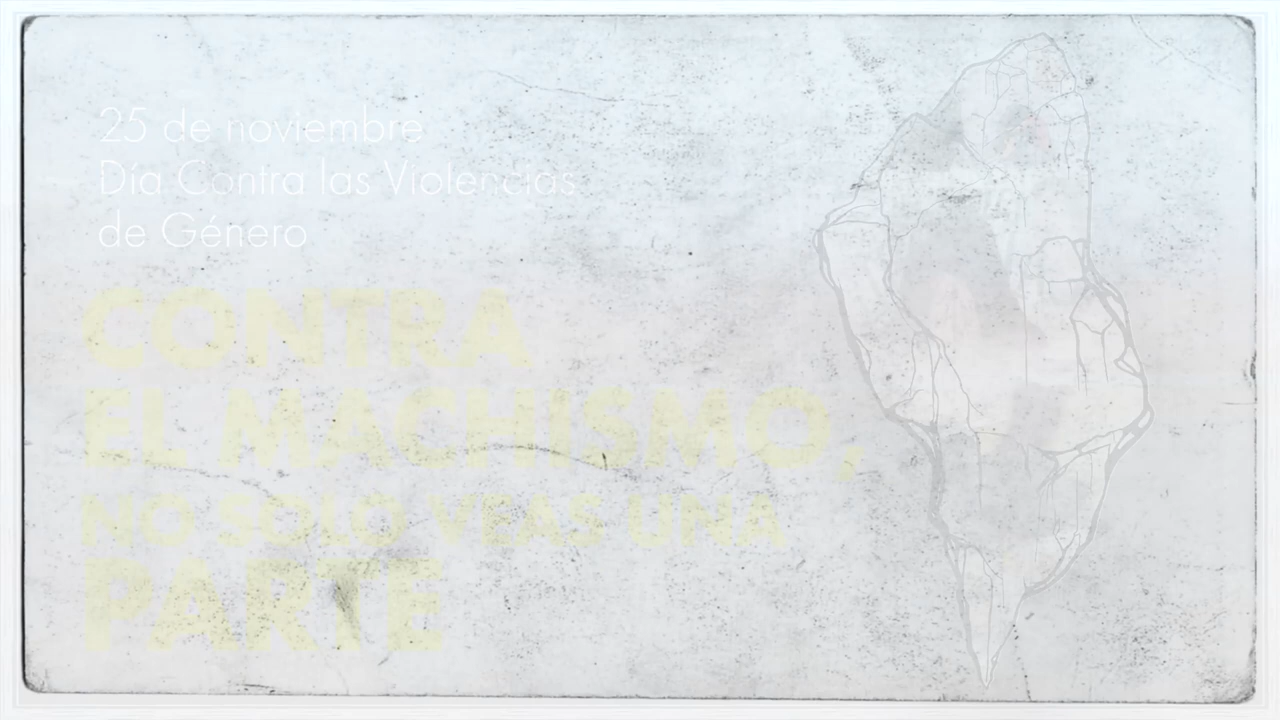 25 de noviembre
Día Contra las Violencias
de Género
CONTRA
EL MACHISMO,
NO SOLO VEAS UNA
PARTE